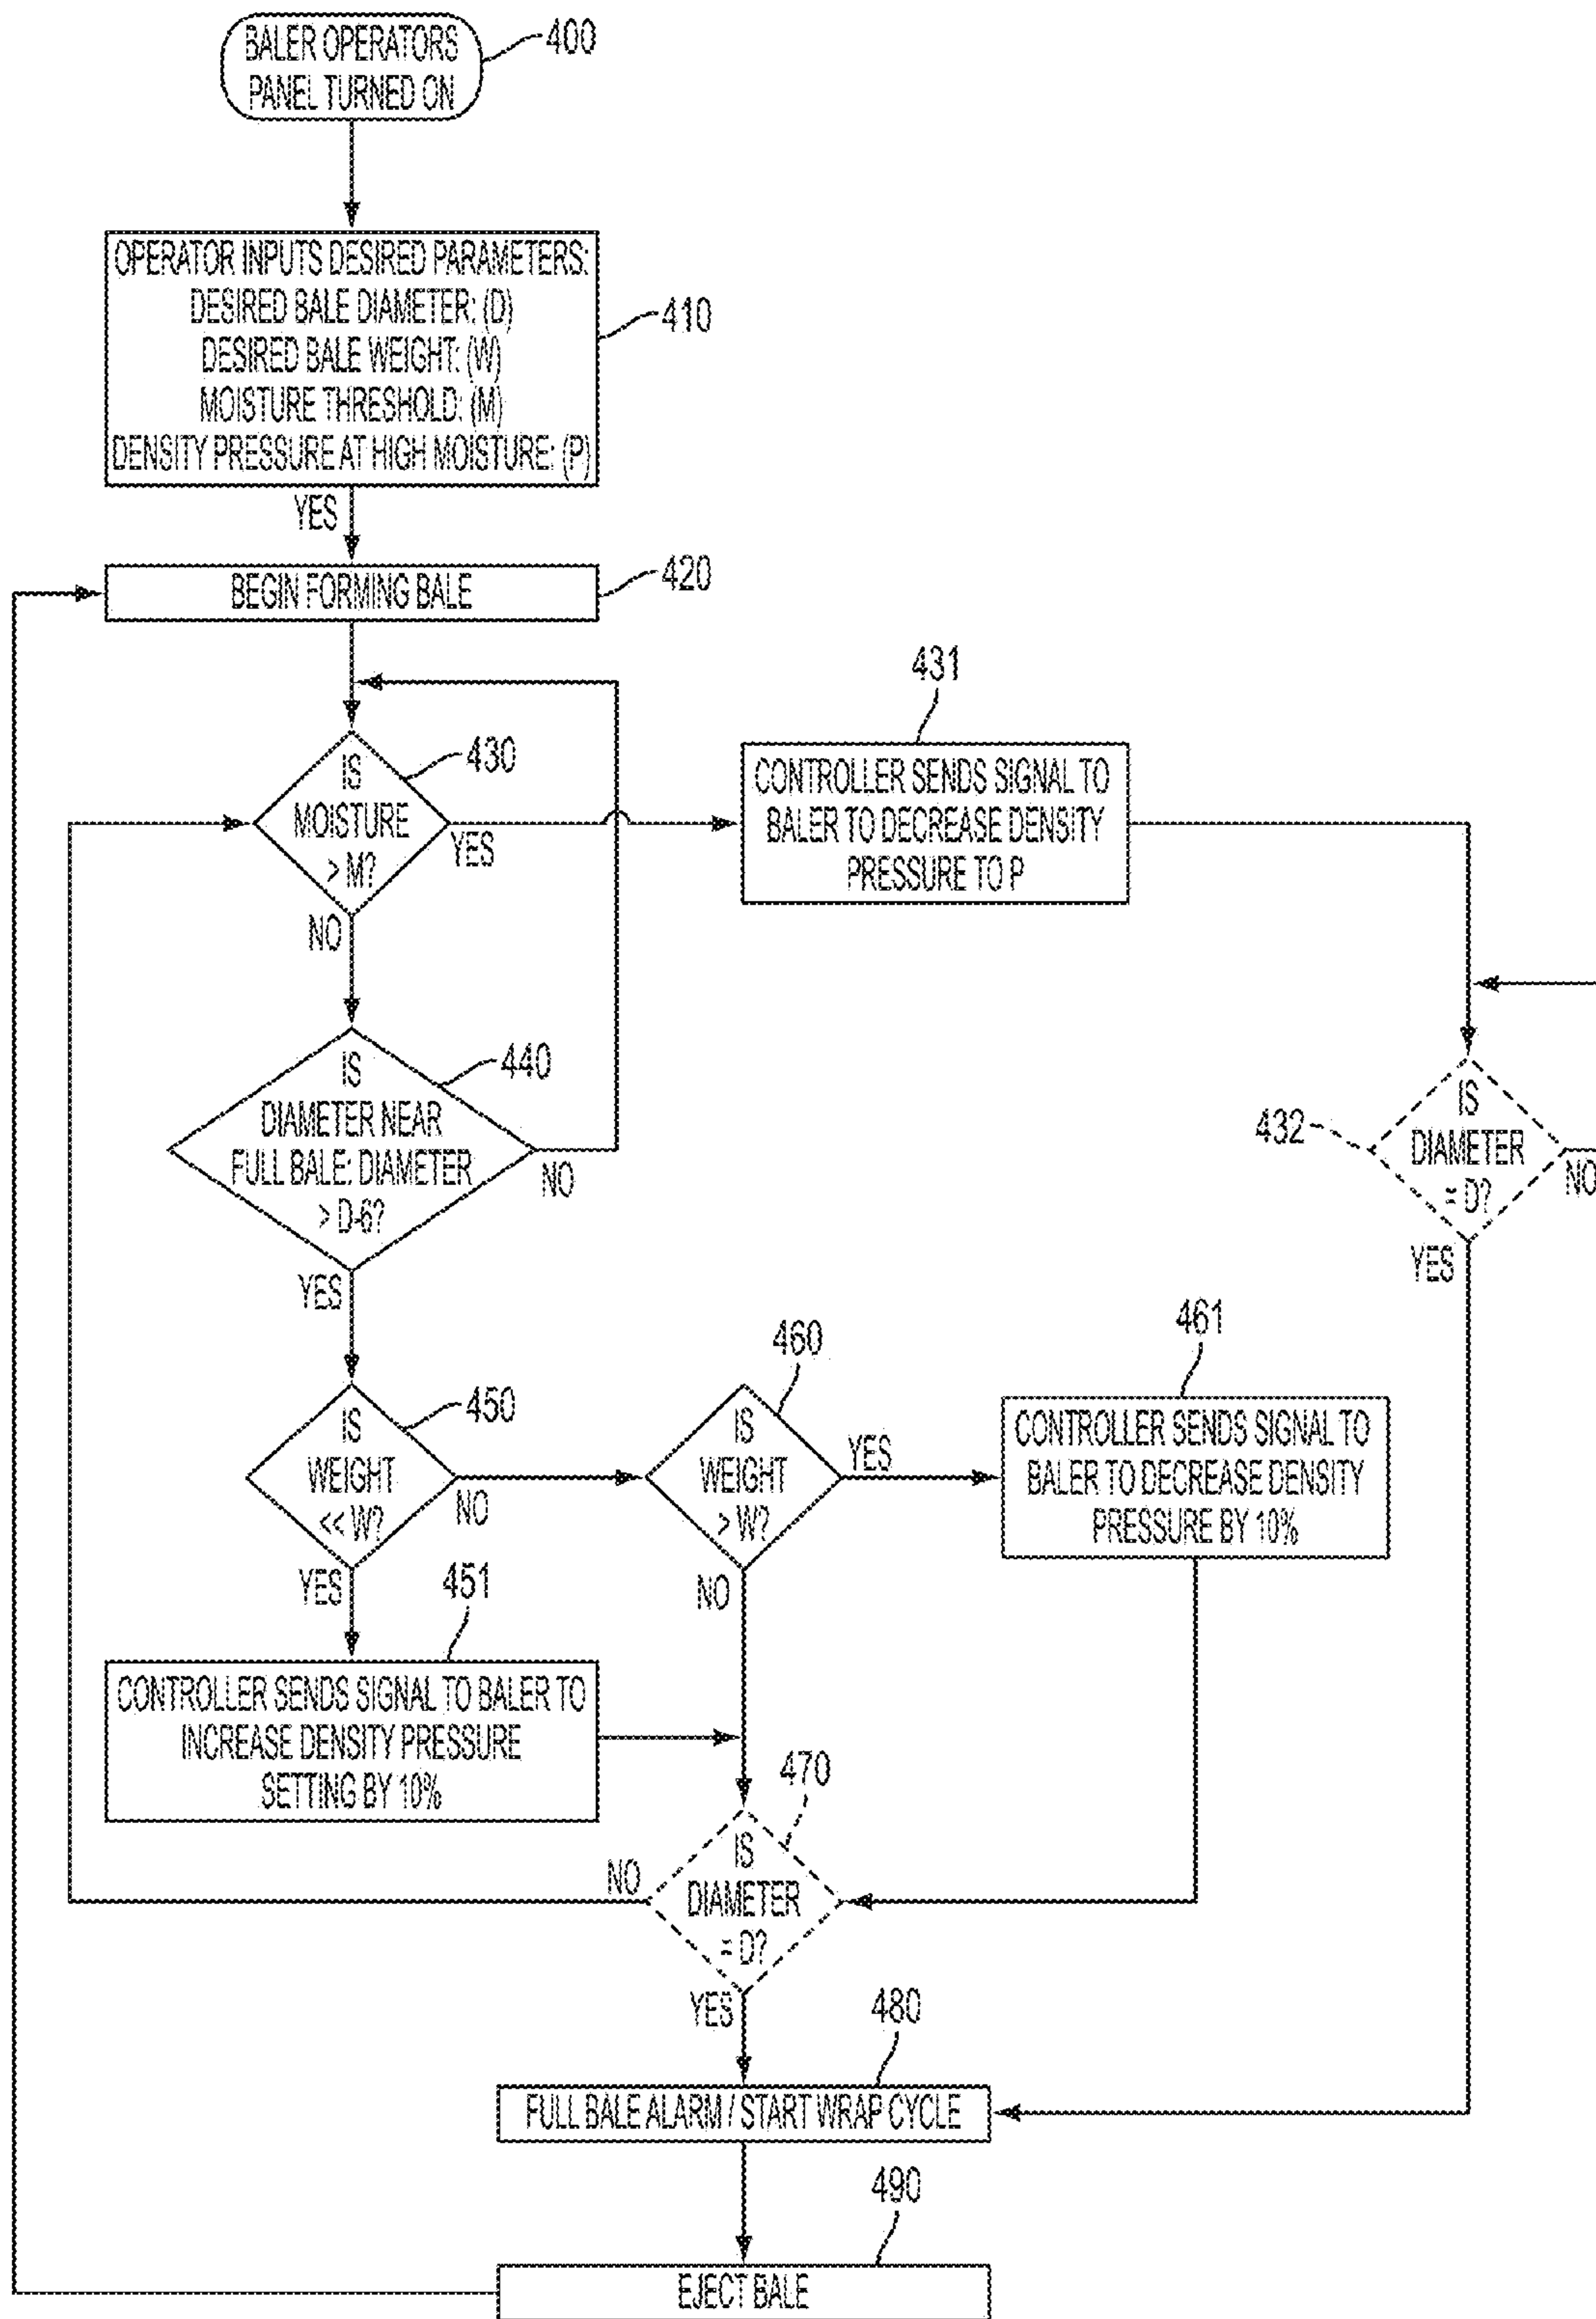 BALER OPERATORS
PANEL TURNED ON
400
OPERATOR INPUTS DESIRED PARAMETERS:
DESIRED BALE DIAMETER: (D)
DESIRED BALE WEIGHT: (W)
MOISTURE THRESHOLD: (M)
DENSITY PRESSURE AT HIGH MOISTURE: (P)
410
YES
BEGIN FORMING BALE
420
IS
MOISTURE
> M?
430
YES
NO
431
CONTROLLER SENDS SIGNAL TO
BALER TO DECREASE DENSITY
PRESSURE TO P
IS
DIAMETER NEAR
FULL BALE: DIAMETER
> D-6?
440
NO
YES
432
IS
DIAMETER
= D?
NO
YES
IS
WEIGHT
<< W?
450
NO
YES
460
IS
WEIGHT
> W?
YES
NO
461
CONTROLLER SENDS SIGNAL TO
BALER TO DECREASE DENSITY
PRESSURE BY 10%
451
CONTROLLER SENDS SIGNAL TO BALER TO
INCREASE DENSITY PRESSURE
SETTING BY 10%
470
IS
DIAMETER
= D?
NO
YES
480
FULL BALE ALARM / START WRAP CYCLE
490
EJECT BALE